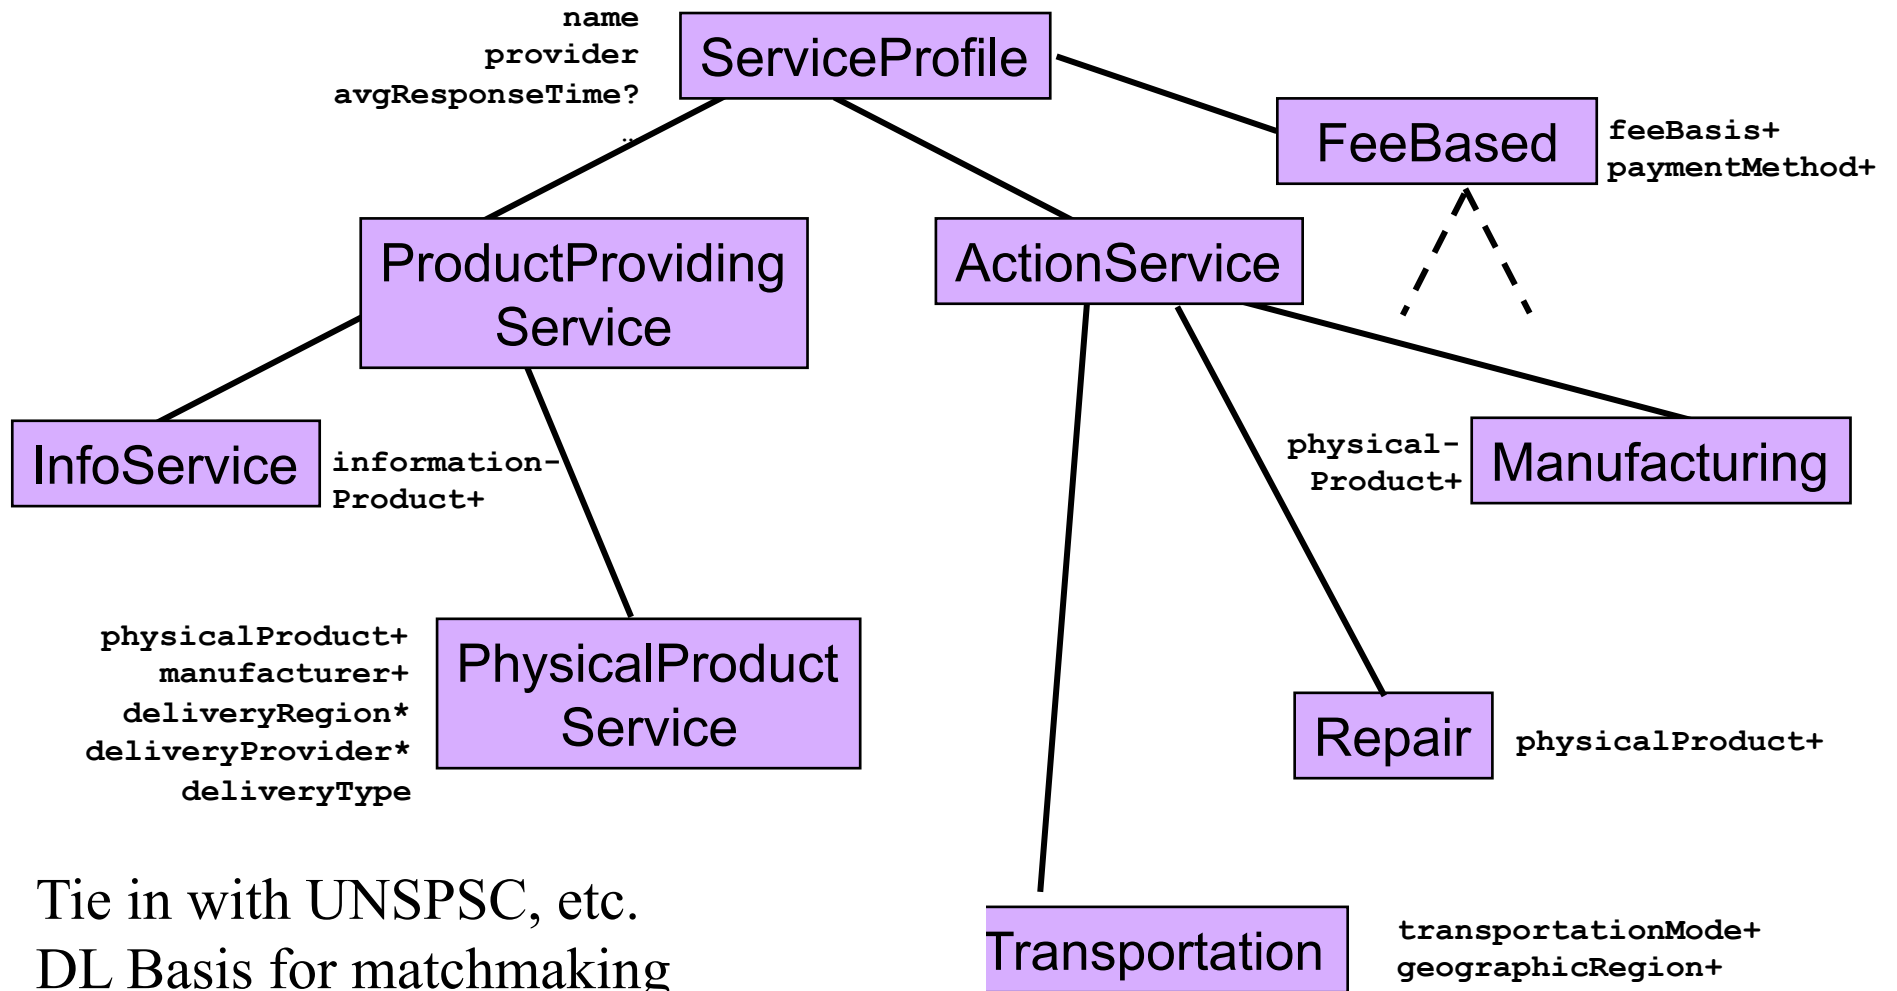 name
provider
avgResponseTime?
..
ServiceProfile
FeeBased
feeBasis+
paymentMethod+
ProductProviding
Service
ActionService
InfoService
information-
Product+
physical-
Product+
Manufacturing
physicalProduct+
manufacturer+
deliveryRegion*
deliveryProvider*
deliveryType
PhysicalProduct
Service
Repair
physicalProduct+
Tie in with UNSPSC, etc.
DL Basis for matchmaking
Transportation
transportationMode+
geographicRegion+